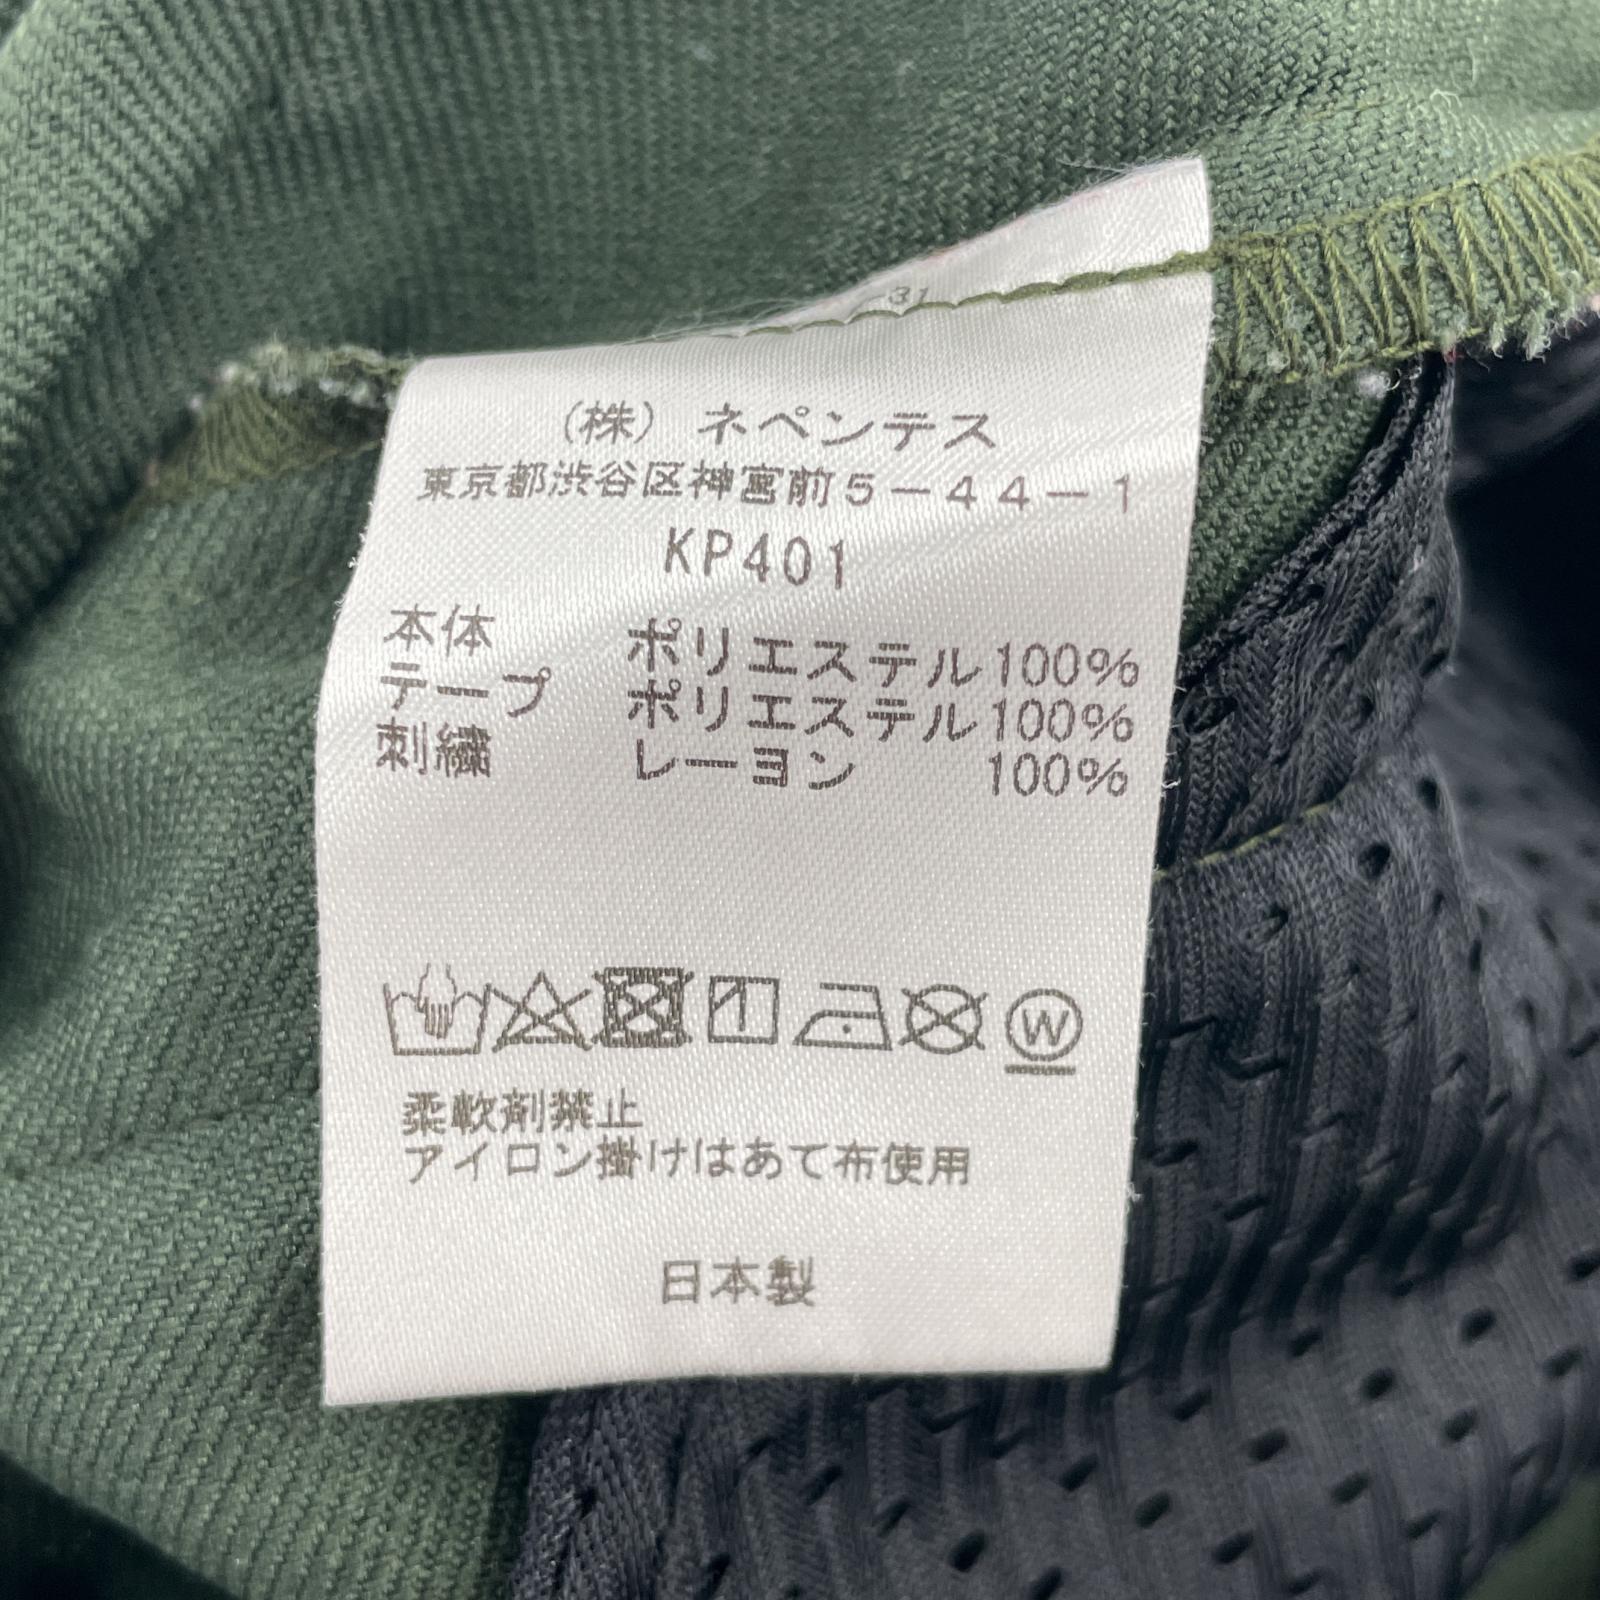 -31
(株) ネペンテス
東京都渋谷区神宮前5-44-1
KP401
本体 ポリエステル100%
テープ ポリエステル100%
刺繍 レーヨン 100%
W
柔軟剤禁止
アイロン掛けはあて布使用
日本製